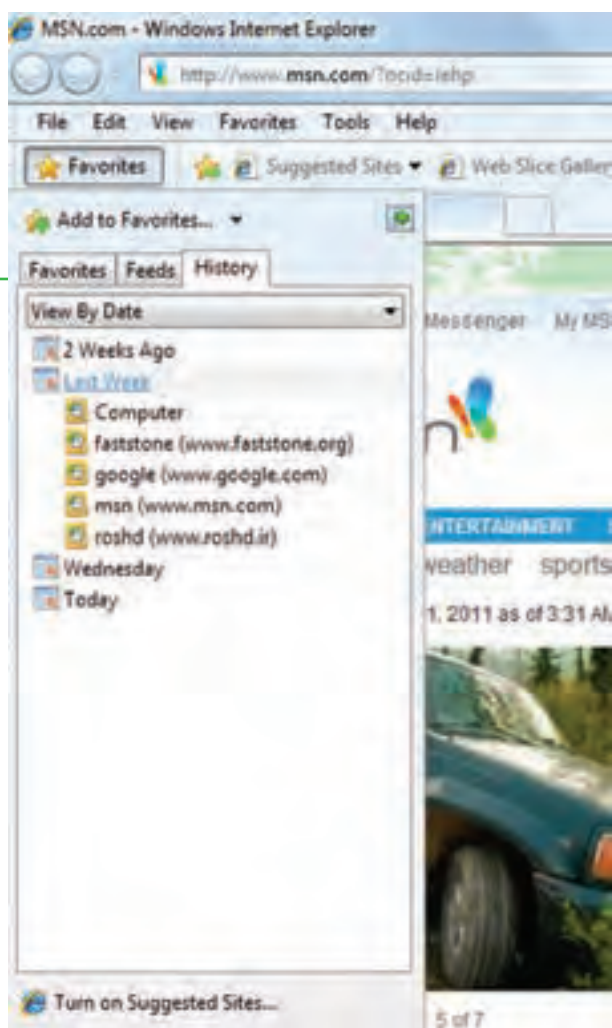 MSN.com - Windows Internet Explorer
http://www.msn.com/?ocid=iehp
File Edit View Favorites Tools Help
Favorites Suggested Sites Web Slice Gallery
Add to Favorites...
Favorites Feeds History
View By Date
Messenger My MS
2 Weeks Ago
Last Week
Computer
n
faststone (www.faststone.org)
google (www.google.com)
msn (www.msn.com)
NTERTAINMENT
roshd (www.roshd.ir)
Wednesday
weather sports
Today
1, 2011 as of 3:31 AM
Turn on Suggested Sites...
5 of 7